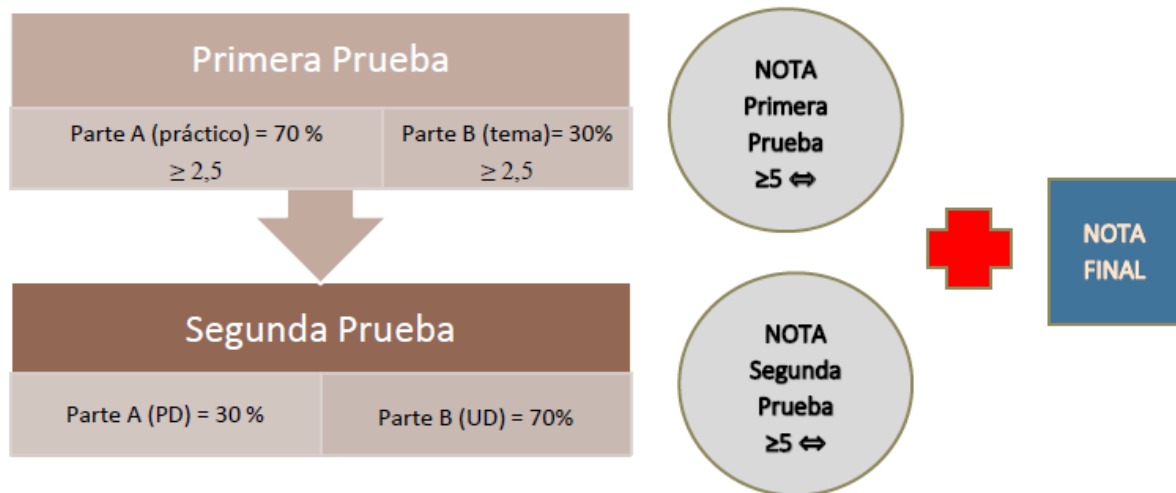 Primera Prueba
Parte A (práctico) = 70 %
≥ 2,5
Parte B (tema)= 30%
≥ 2,5
NOTA
Primera
Prueba
≥5 ⇔
Segunda Prueba
Parte A (PD) = 30 %
Parte B (UD) = 70%
NOTA
Segunda
Prueba
≥5 ⇔
NOTA
FINAL